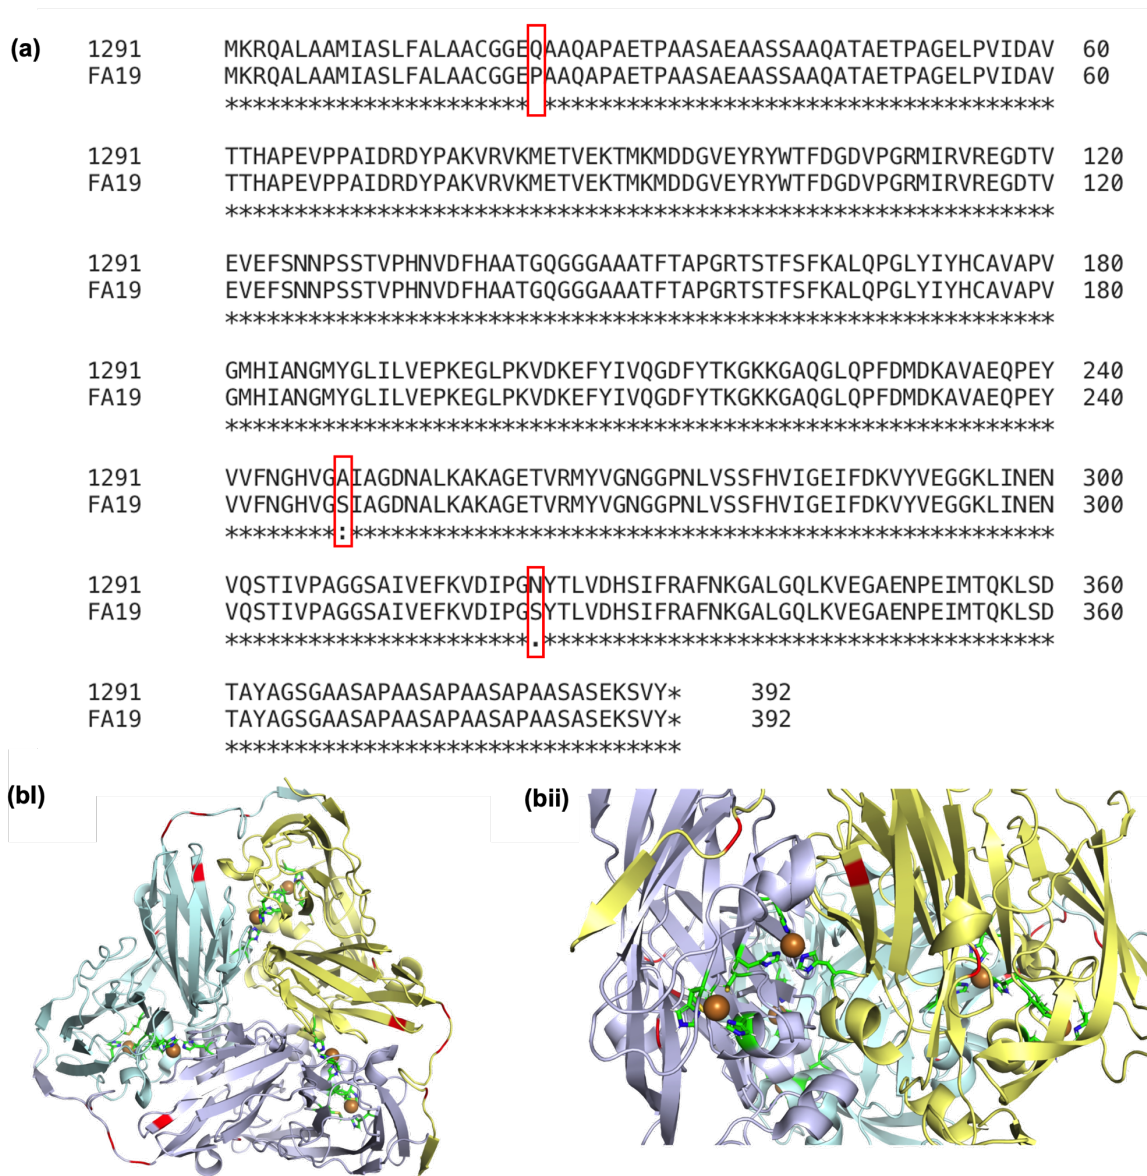 (a)
1291 MKRQALAAMIASLFALAACGGEQAAQAPAETPAASAEAASSAAQATAETPAGELPVIDAV 60
FA19 MKRQALAAMIASLFALAACGGEPAAQAPAETPAASAEAASSAAQATAETPAGELPVIDAV 60
********************** *************************************
1291 TTHAPEVPPAIDRDYPAKVRVKMETVEKTMKMDDGVEYRYWTFDGDVPGRMIRVREGDTV 120
FA19 TTHAPEVPPAIDRDYPAKVRVKMETVEKTMKMDDGVEYRYWTFDGDVPGRMIRVREGDTV 120
************************************************************
1291 EVEFSNNPSSTVPHNVDFHAATGQGGGAAATFTAPGRTSTFSFKALQPGLYIYHCAVAPV 180
FA19 EVEFSNNPSSTVPHNVDFHAATGQGGGAAATFTAPGRTSTFSFKALQPGLYIYHCAVAPV 180
************************************************************
1291 GMHIANGMYGLILVEPKEGLPKVDKEFYIVQGDFYTKGKKGAQGLQPFDMDKAVAEQPEY 240
FA19 GMHIANGMYGLILVEPKEGLPKVDKEFYIVQGDFYTKGKKGAQGLQPFDMDKAVAEQPEY 240
************************************************************
1291 VVFNGHVGAIAGDNALKAKAGETVRMYVGNGGPNLVSSFHVIGEIFDKVYVEGGKLINEN 300
FA19 VVFNGHVGSIAGDNALKAKAGETVRMYVGNGGPNLVSSFHVIGEIFDKVYVEGGKLINEN 300
********:***************************************************
1291 VQSTIVPAGGSAIVEFKVDIPGNYTLVDHSIFRAFNKGALGQLKVEGAENPEIMTQKLSD 360
FA19 VQSTIVPAGGSAIVEFKVDIPGSYTLVDHSIFRAFNKGALGQLKVEGAENPEIMTQKLSD 360
**********************.*************************************
1291 TAYAGSGAASAPAASAPAASAPAASASEKSVY* 392
FA19 TAYAGSGAASAPAASAPAASAPAASASEKSVY* 392
*********************************
(bI)
(bii)